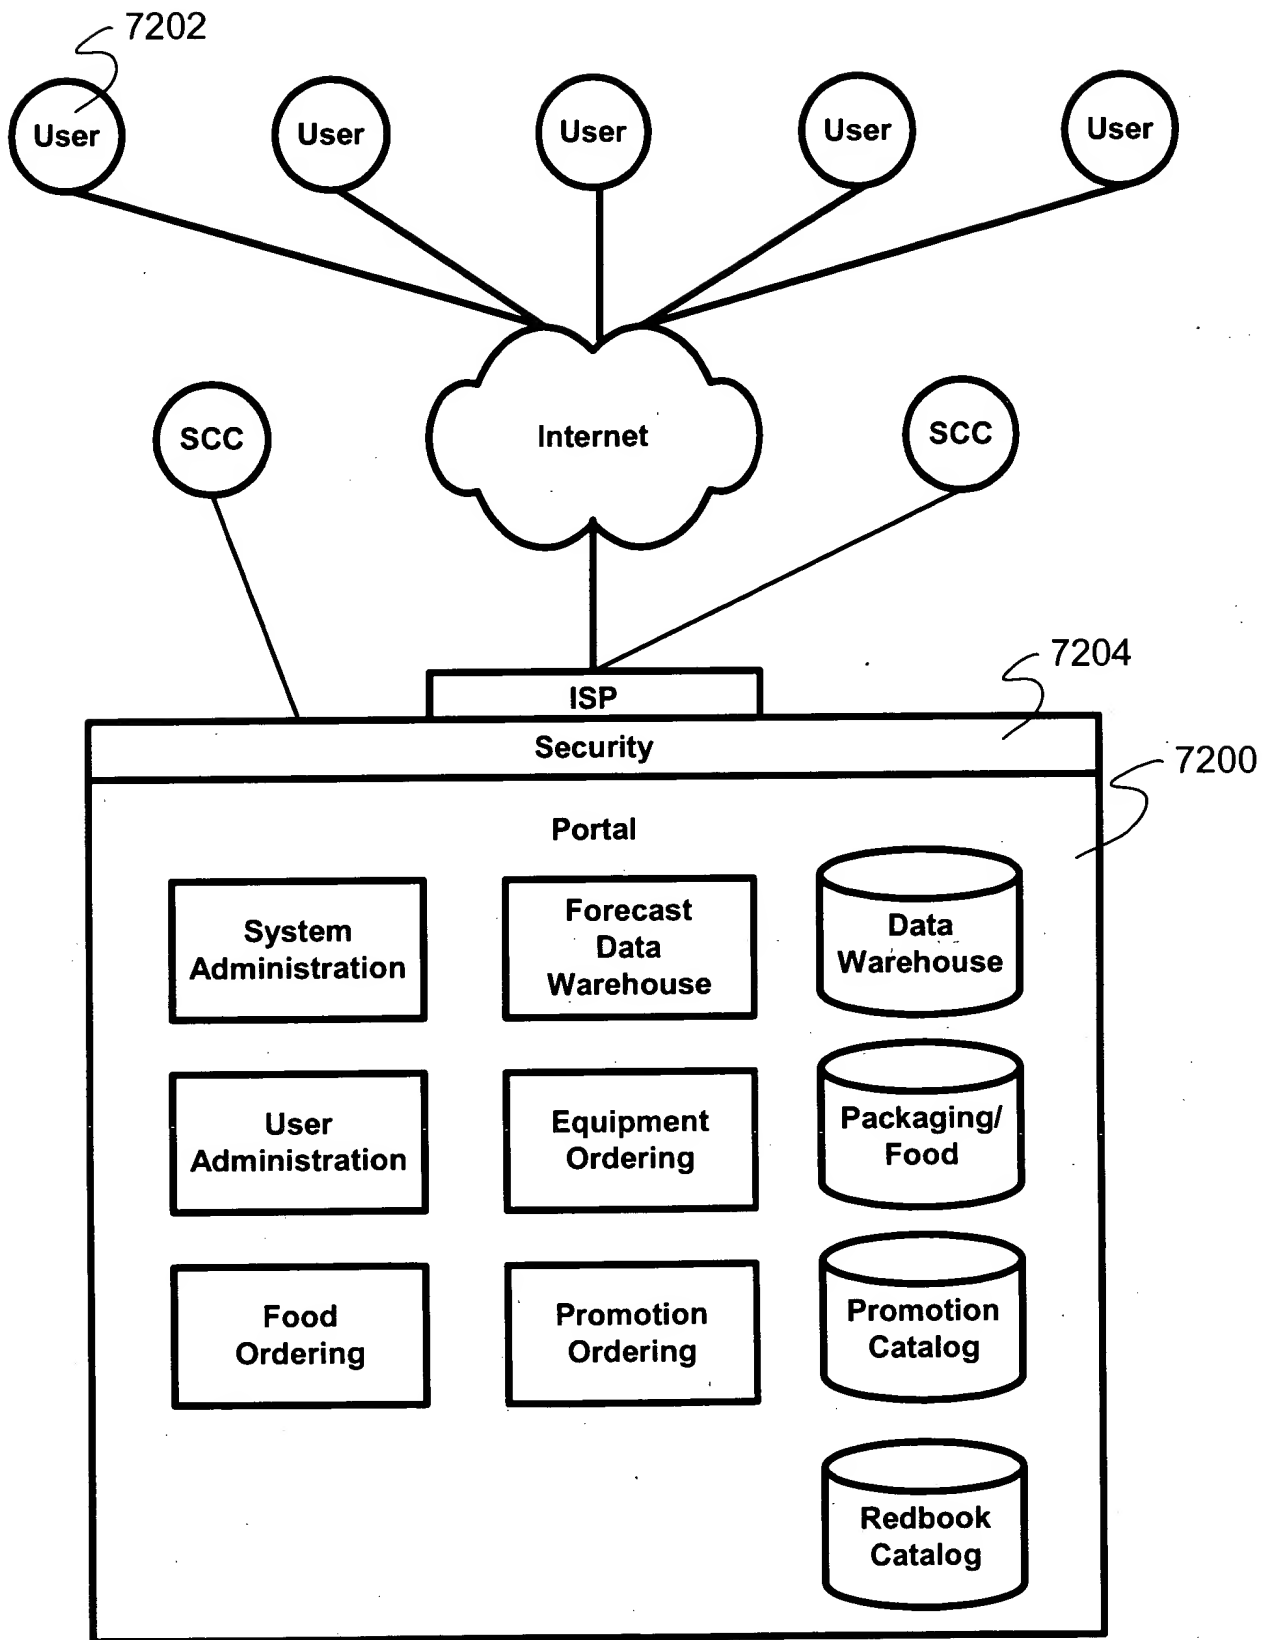 7202
User
User
User
User
User
SCC
Internet
SCC
7204
ISP
Security
7200
Portal
System
Administration
Forecast
Data
Warehouse
Data
Warehouse
User
Administration
Equipment
Ordering
Packaging/
Food
Food
Ordering
Promotion
Ordering
Promotion
Catalog
Redbook
Catalog